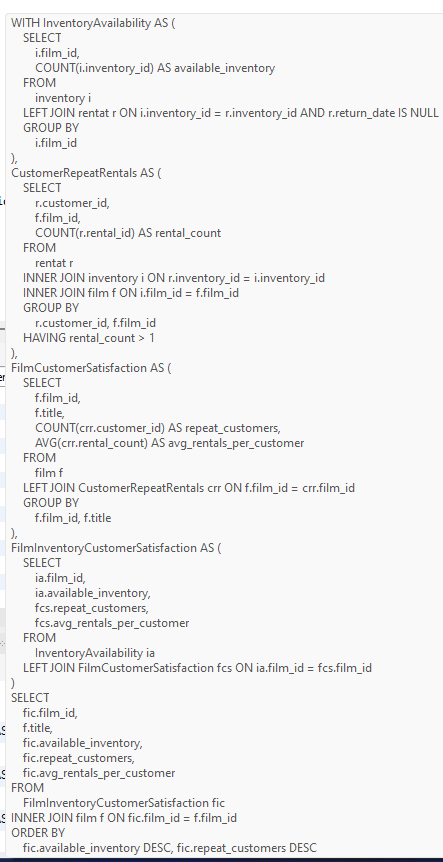 WITH InventoryAvailability AS (
SELECT
i.film_id,
COUNT(i.inventory_id) AS available_inventory
FROM
inventory i
LEFT JOIN rentat r ON i.inventory_id = r.inventory_id AND r.return_date IS NULL
GROUP BY
i.film_id
),
CustomerRepeatRentals AS (
SELECT
r.customer_id,
f.film_id,
COUNT(r.rental_id) AS rental_count
FROM
rentat r
INNER JOIN inventory i ON r.inventory_id = i.inventory_id
INNER JOIN film f ON i.film_id = f.film_id
GROUP BY
r.customer_id, f.film_id
HAVING rental_count > 1
),
FilmCustomerSatisfaction AS (
SELECT
f.film_id,
f.title,
COUNT(crr.customer_id) AS repeat_customers,
AVG(crr.rental_count) AS avg_rentals_per_customer
FROM
film f
LEFT JOIN CustomerRepeatRentals crr ON f.film_id = crr.film_id
GROUP BY
f.film_id, f.title
),
FilmInventoryCustomerSatisfaction AS (
SELECT
ia.film_id,
ia.available_inventory,
fcs.repeat_customers,
fcs.avg_rentals_per_customer
FROM
InventoryAvailability ia
LEFT JOIN FilmCustomerSatisfaction fcs ON ia.film_id = fcs.film_id
)
SELECT
fic.film_id,
f.title,
fic.available_inventory,
fic.repeat_customers,
fic.avg_rentals_per_customer
FROM
FilmInventoryCustomerSatisfaction fic
INNER JOIN film f ON fic.film_id = f.film_id
ORDER BY
fic.available_inventory DESC, fic.repeat_customers DESC